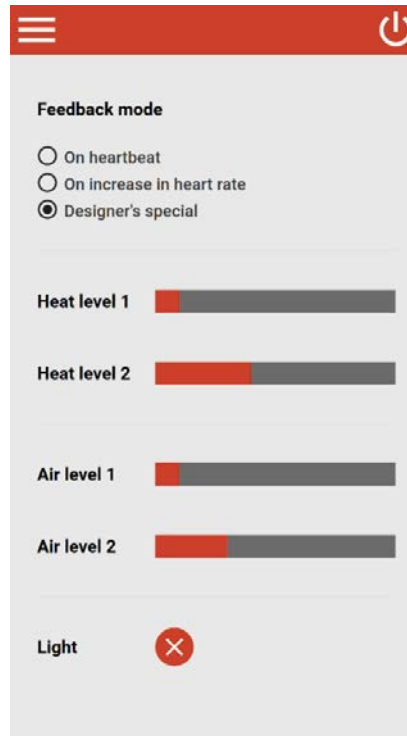 Feedback mode
On heartbeat
On increase in heart rate
Designer's special
Heat level 1
Heat level 2
Air level 1
Air level 2
Light